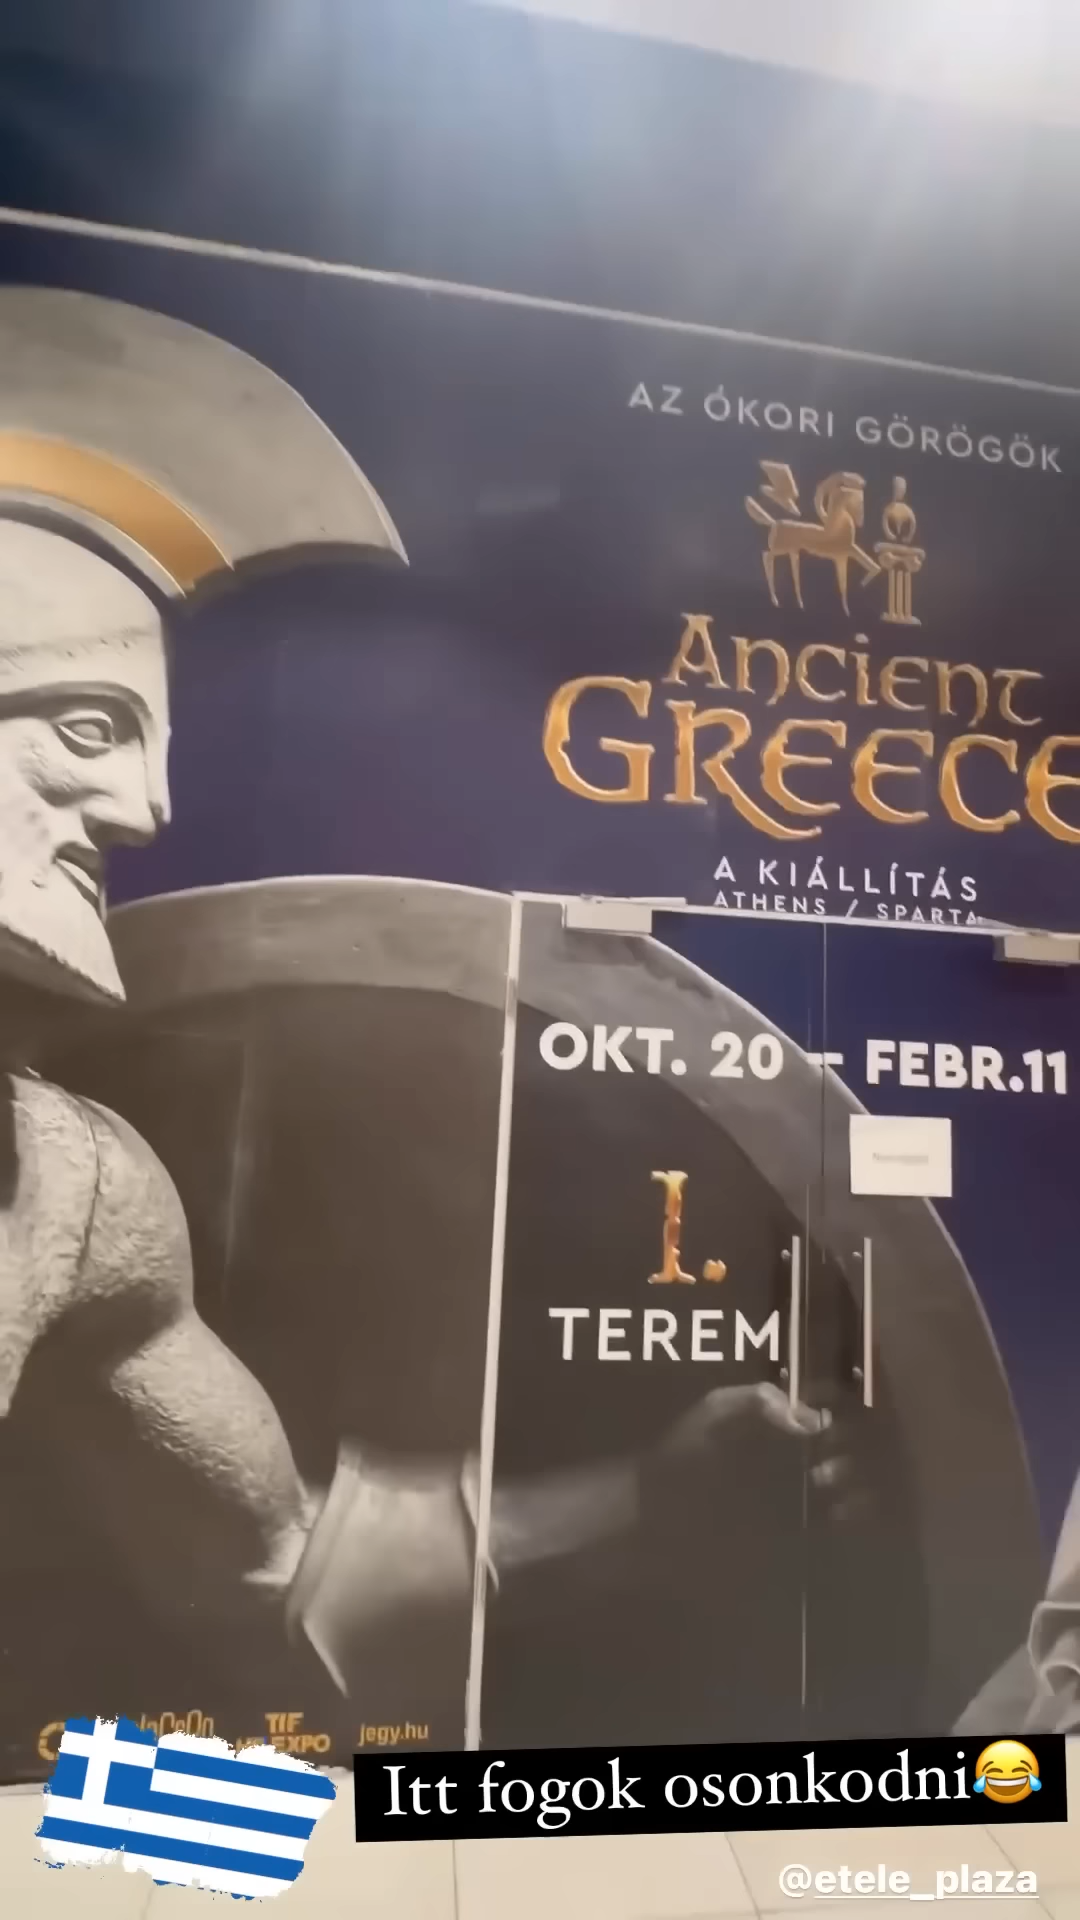 AZ ÓKORI GÖRÖGÖK
Ancient
GREECE
A KIÁLLÍTÁS
ATHENS / SPARTA
OKT. 20 – FEBR.11
I.
TEREM
TIF
EXPO
jegy.hu
Itt fogok osonkodni😂
@etele_plaza